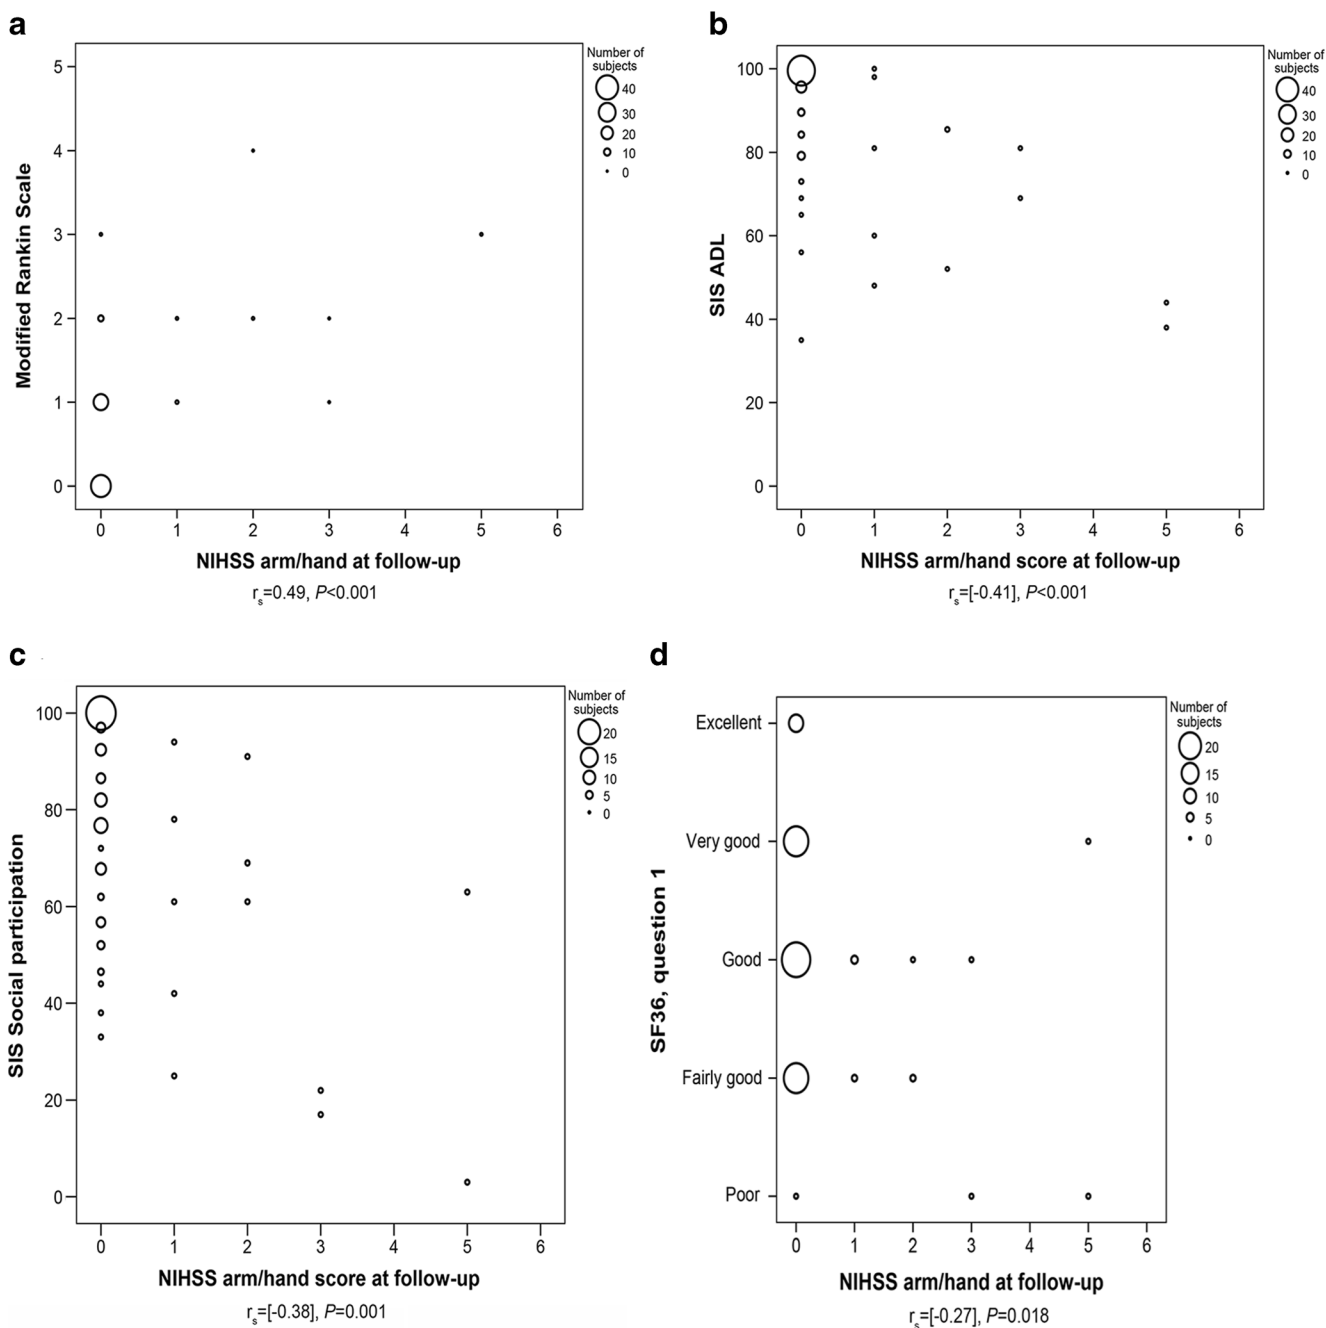 a
Number of
subjects
40
30
20
10
0
5
4
3
2
1
0
Modified Rankin Scale
0 1 2 3 4 5 6
NIHSS arm/hand at follow-up
rs=0.49, P<0.001
b
Number of
subjects
40
30
20
10
0
100
80
60
40
20
0
SIS ADL
0 1 2 3 4 5 6
NIHSS arm/hand score at follow-up
rs=[-0.41], P<0.001
c
Number of
subjects
20
15
10
5
0
100
80
60
40
20
0
SIS Social participation
0 1 2 3 4 5 6
NIHSS arm/hand score at follow-up
rs=[-0.38], P=0.001
d
Number of
subjects
20
15
10
5
0
Excellent
Very good
Good
Fairly good
Poor
SF36, question 1
0 1 2 3 4 5 6
NIHSS arm/hand at follow-up
rs=[-0.27], P=0.018